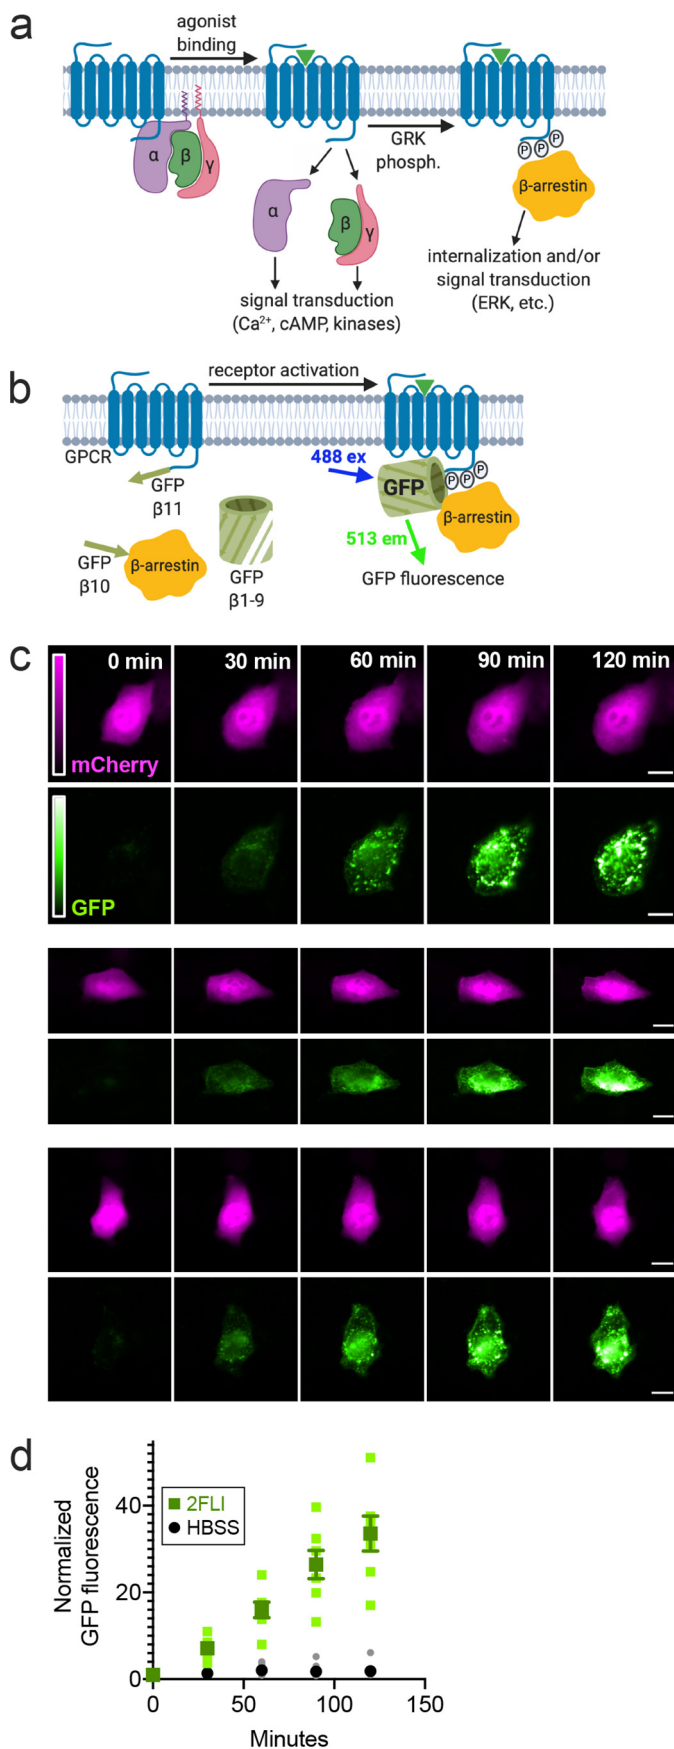 a
agonist
binding
α
β
γ
GRK
phosph.
P P P
β-arrestin
α
β
γ
internalization and/or
signal transduction
(ERK, etc.)
signal transduction
(Ca²⁺, cAMP, kinases)
b
receptor activation
GPCR
488 ex
GFP
β11
GFP
P P P
β-arrestin
513 em
β-arrestin
GFP
β10
GFP
β1-9
GFP fluorescence
c
0 min
30 min
60 min
90 min
120 min
mCherry
GFP
d
Normalized
GFP fluorescence
2FLI
HBSS
40
20
0
0
50
100
150
Minutes